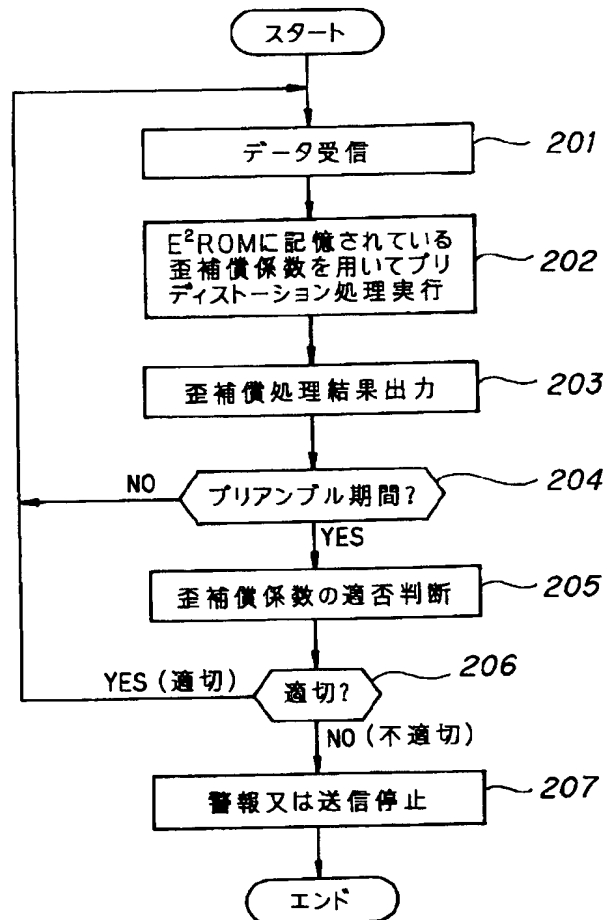 スタート
データ受信
201
E²ROMに記憶されている
歪補償係数を用いてプリ
ディストーション処理実行
202
歪補償処理結果出力
203
プリアンブル期間?
204
NO
YES
歪補償係数の適否判断
205
適切?
206
YES(適切)
NO(不適切)
警報又は送信停止
207
エンド